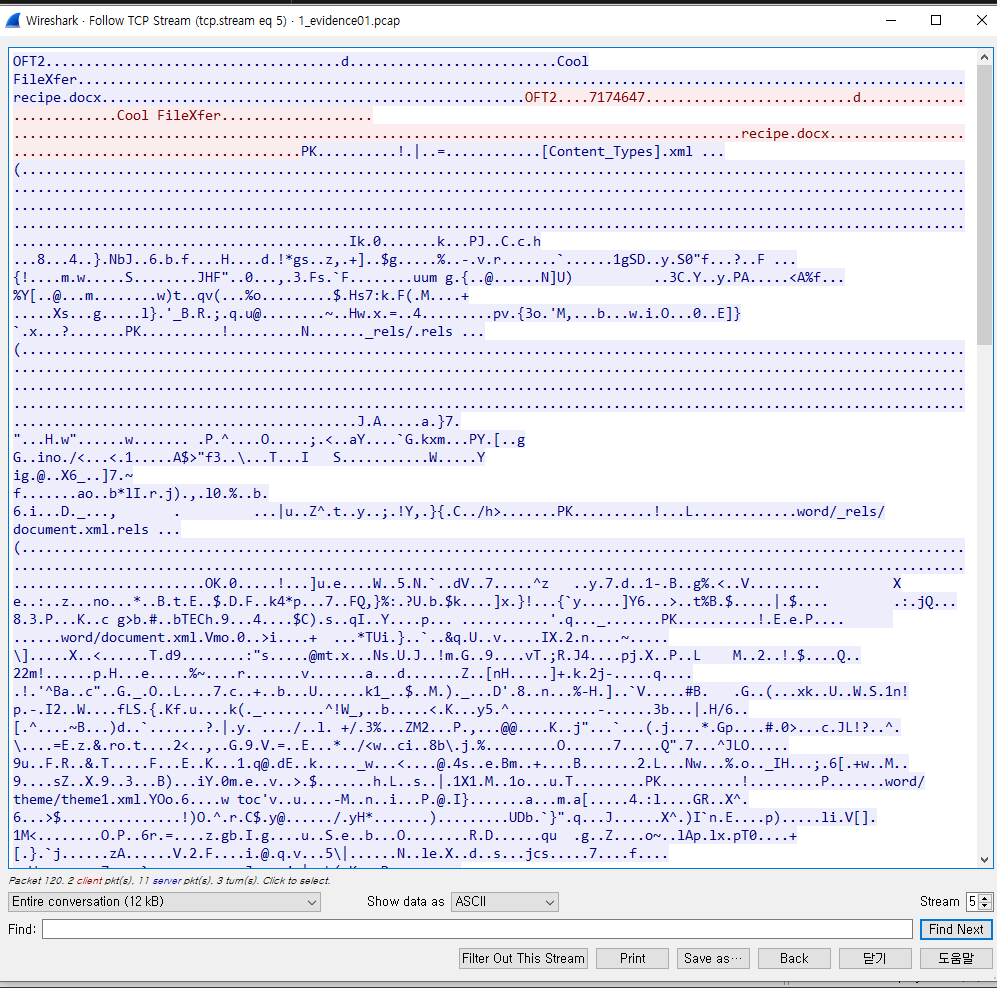 Wireshark · Follow TCP Stream (tcp.stream eq 5) · 1_evidence01.pcap
OFT2..................................d..........................Cool
FileXfer
recipe.docx.....................................................OFT2....7174647..........................d.............
.............Cool FileXfer...................
recipe.docx.................
....................................PK..........!.|..=............[Content_Types].xml ...
(
Ik.0.......k...PJ..C.c.h
...8...4..}.NbJ..6.b.f....H....d.!*gs..z,.+]..$g.....%..-.v.r.......`......1gSD..y.S0"f...?..F ...
{!....m.w.....S........JHF"..0...,.3.Fs.`F........uum g.{..@......N]U) ..3C.Y..y.PA.....<A%f...
%Y[..@...m........w)t..qv(...%o.........$.Hs7:k.F(.M....+
.....Xs...g.....l}.'_B.R.;.q.u@........~..Hw.x.=..4.........pv.{3o.'M,...b...w.i.O...0..E]}
`.x...?.......PK..........!.........N......._rels/.rels ...
(
J.A.....a.}7.
"...H.w"......w....... .P.^....O.....;.<..aY....`G.kxm...PY.[..g
G..ino./<...<.1.....A$>"f3..\...T...I S...........W.....Y
ig.@..X6_..]7.~
f.......ao..b*lI.r.j).,.l0.%..b.
6.i...D._..., . ...|u..Z^.t..y..;.!Y,.}{.C../h>.......PK..........!...L.............word/_rels/
document.xml.rels ...
(
OK.0.....!...]u.e....W..5.N.`..dV..7.....^z ..y.7.d..1-.B..g%.<..V............. X
e..:..z...no...*..B.t.E..$.D.F..k4*p...7..FQ,}%:.?U.b.$k....]x.}!...{`y.....]Y6...>..t%B.$.....|.$.... .:.jQ...
8.3.P...K..c g>b.#..bTECh.9...4....$C).s..qI..Y....p... ...........'.q..._.......PK..........!.E.e.P....
......word/document.xml.Vmo.0..>i....+ ...*TUi.}..`..&q.U..v.....IX.2.n....~.....
\].....X..<......T.d9........:"s.....@mt.x...Ns.U.J..!m.G..9....vT.;R.J4....pj.X..P..L M..2..!.$....Q..
22m!......p.H...e.....%~....r.......v........a...d.......Z..[nH.....]+.k.2j-.....q....
.!.'^Ba..c"..G._.O..L....7.c..+..b...U......k1_..$..M.)._...D'.8..n...%-H.]..`V.....#B. .G..(...xk..U..W.S.1n!
p.-.I2..W....fLS.{.Kf.u....k(._........^!W_,..b.....<.K...y5.^...........-......3b...|.H/6..
[.^....~B...)d..`.......?.|.y. ..../..l. +/.3%...ZM2...P.,...@@....K..j"...`...(.j....*.Gp....#.0>...c.JL!?..^.
\....=E.z.&.ro.t....2<..,..G.9.V.=..E...*../<w..ci..8b\.j.%.........O......7.....Q".7...^JLO.....
9u..F.R..&.T.....F...E..K...1.q@.dE..k....._w...<....@.4s..e.Bm..+....B.......2.L...Nw...%.o.._IH...;.6[.+w..M..
9....sZ..X.9..3...B)...iY.0m.e..v..>.$.......h.L..s..|.1X1.M..1o...u.T.........PK..........!.........P.......word/
theme/theme1.xml.YOo.6....w toc'v..u....-M..n..i...P.@.I}.......a...m.a[.....4.:l....GR..X^.
6...>$..............!)O.^.r.C$.y@....../.yH*.......).........UDb.`}".q...J......X^.)I`n.E....p).....li.V[].
1M<........O.P..6r.=....z.gb.I.g....u..S.e..b...O........R.D......qu .g..Z....o~..lAp.lx.pT0....+
[.}.`j......zA......V.2.F....i.@.q.v...5\|......N..le.X..d..s...jcs.....7....f....
Packet 120. 2 client pkt(s), 11 server pkt(s), 3 turn(s). Click to select.
Entire conversation (12 kB) Show data as ASCII Stream 5
Find: Find Next
Filter Out This Stream Print Save as… Back 닫기 도움말